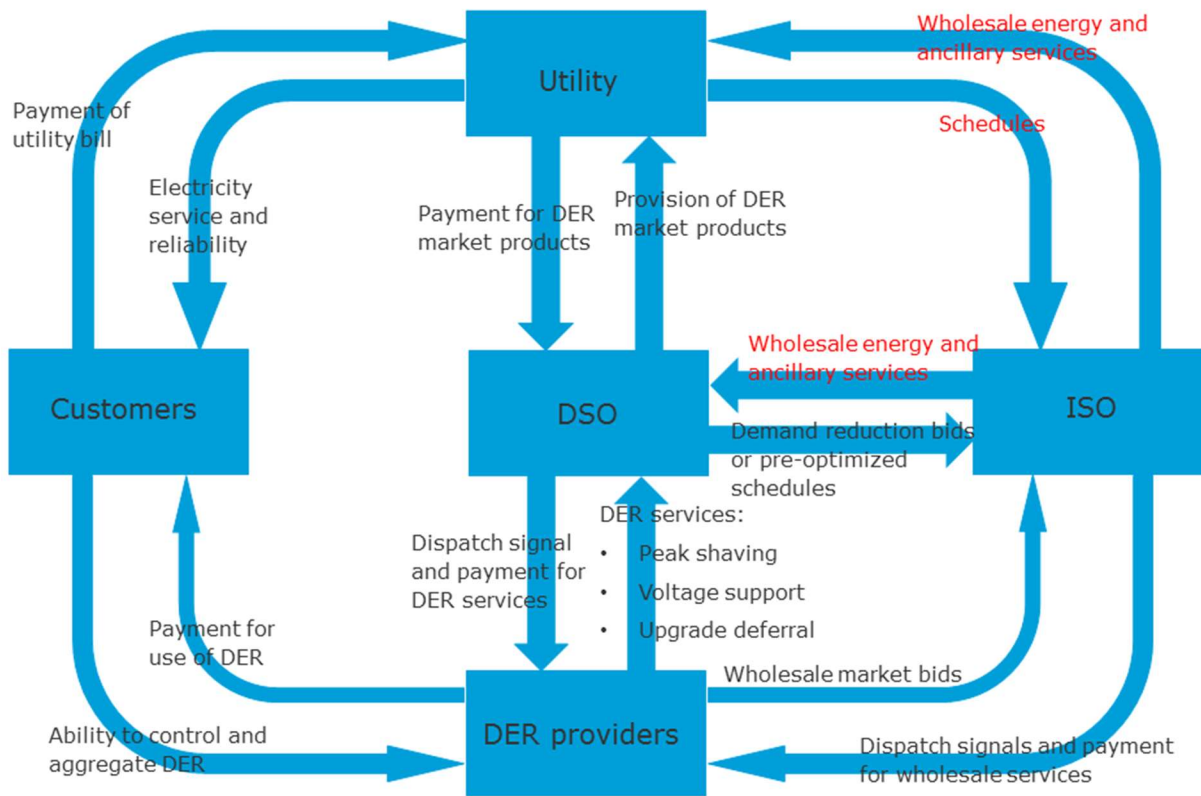 Wholesale energy and
ancillary services
Utility
Payment of
utility bill
Schedules
Electricity
service and
reliability
Payment for DER
market products
Provision of DER
market products
Wholesale energy and
ancillary services
Customers
DSO
ISO
Demand reduction bids
or pre-optimized
schedules
DER services:
• Peak shaving
• Voltage support
• Upgrade deferral
Dispatch signal
and payment for
DER services
Payment for
use of DER
Wholesale market bids
Ability to control and
aggregate DER
DER providers
Dispatch signals and payment
for wholesale services